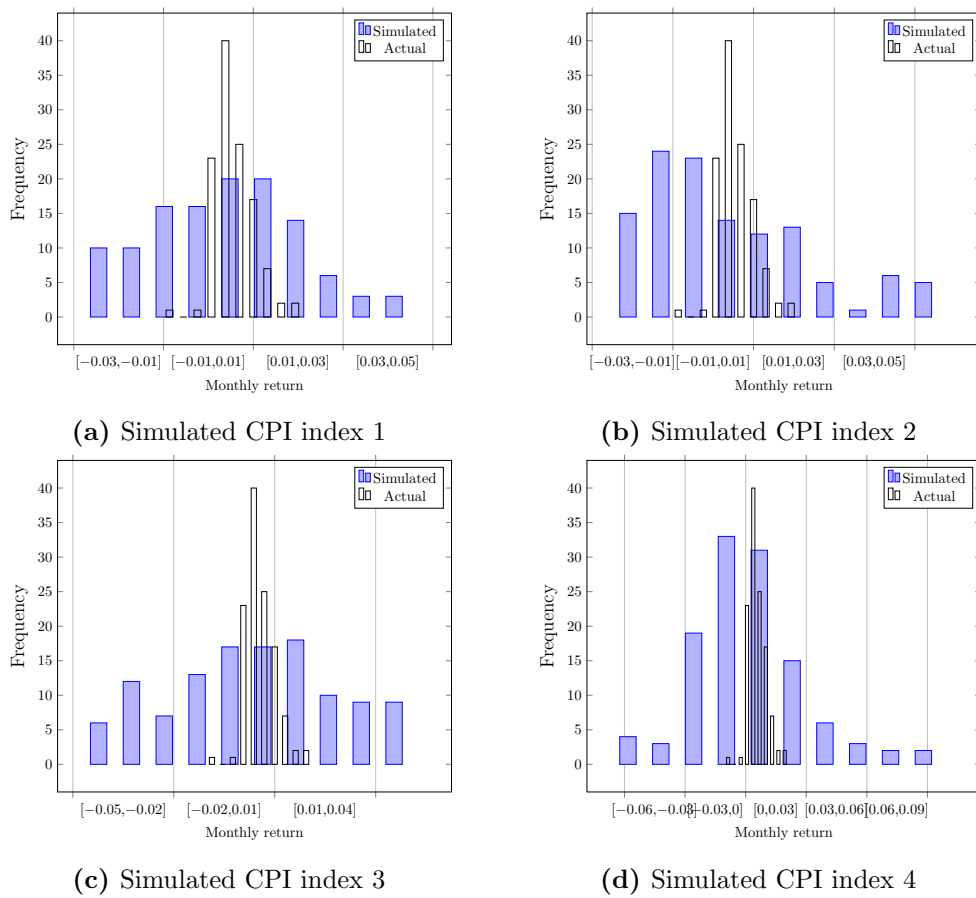 Simulated
Actual
40
35
30
25
20
15
10
5
0
Frequency
[−0.03,−0.01] [−0.01,0.01] [0.01,0.03] [0.03,0.05]
Monthly return
(a) Simulated CPI index 1
Simulated
Actual
40
35
30
25
20
15
10
5
0
Frequency
[−0.03,−0.01] [−0.01,0.01] [0.01,0.03] [0.03,0.05]
Monthly return
(b) Simulated CPI index 2
Simulated
Actual
40
35
30
25
20
15
10
5
0
Frequency
[−0.05,−0.02] [−0.02,0.01] [0.01,0.04]
Monthly return
(c) Simulated CPI index 3
Simulated
Actual
40
35
30
25
20
15
10
5
0
Frequency
[−0.06,−0.03] [−0.03,0] [0,0.03] [0.03,0.06] [0.06,0.09]
Monthly return
(d) Simulated CPI index 4